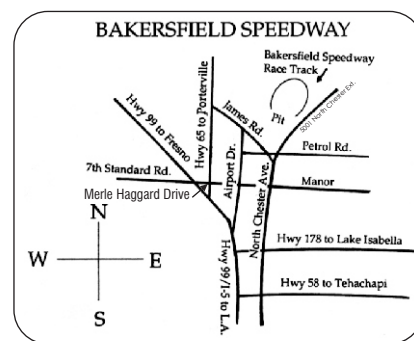 BAKERSFIELD SPEEDWAY
Bakersfield Speedway
Race Track
Pit
5001 North Chester Ext.
Hwy 99 to Fresno
Hwy 65 to Porterville
James Rd.
Airport Dr.
Petrol Rd.
7th Standard Rd.
Merle Haggard Drive
North Chester Ave.
Manor
N
W
E
S
Hwy 178 to Lake Isabella
Hwy 99/I-5 to L.A.
Hwy 58 to Tehachapi